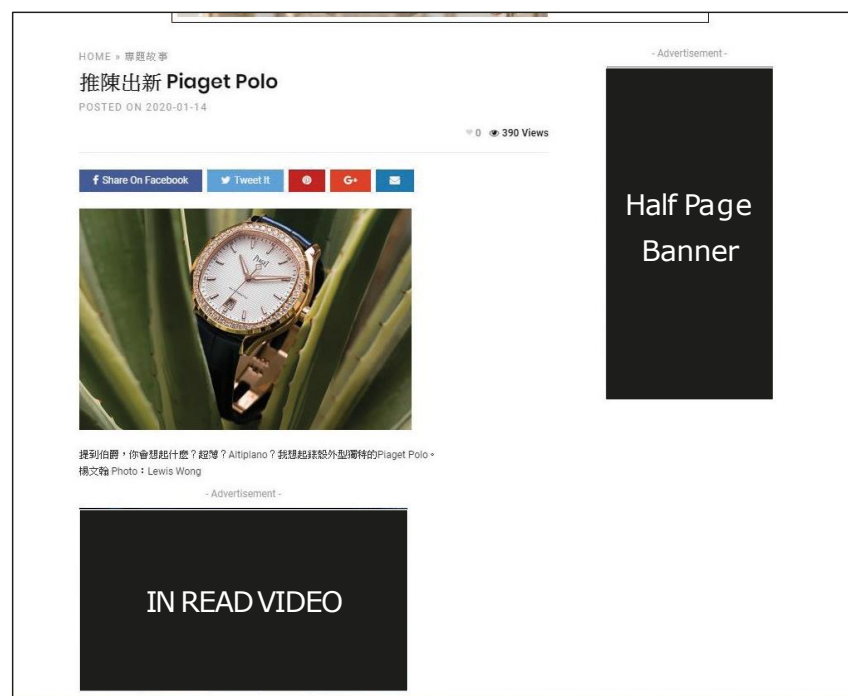 HOME » 專題故事
推陳出新 Piaget Polo
POSTED ON 2020-01-14
0 390 Views
Share On Facebook
Tweet It
G+
PIAGET
提到伯爵，你會想起什麼？超薄？Altiplano？我想起錶殼外型獨特的Piaget Polo。
楊文翰 Photo：Lewis Wong
- Advertisement -
IN READ VIDEO
- Advertisement -
Half Page
Banner